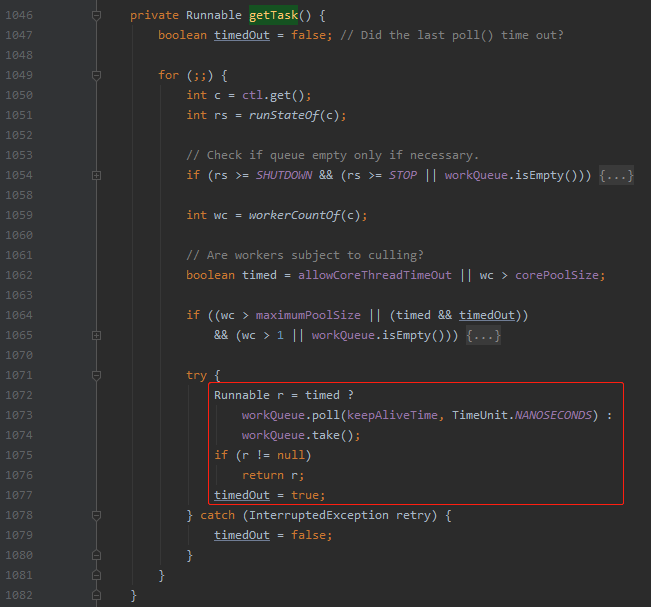 1046 private Runnable getTask() {
1047 boolean timedOut = false; // Did the last poll() time out?
1048
1049 for (;;) {
1050 int c = ctl.get();
1051 int rs = runStateOf(c);
1052
1053 // Check if queue empty only if necessary.
1054 if (rs >= SHUTDOWN && (rs >= STOP || workQueue.isEmpty())) {...}
1058
1059 int wc = workerCountOf(c);
1060
1061 // Are workers subject to culling?
1062 boolean timed = allowCoreThreadTimeOut || wc > corePoolSize;
1063
1064 if ((wc > maximumPoolSize || (timed && timedOut))
1065 && (wc > 1 || workQueue.isEmpty())) {...}
1070
1071 try {
1072 Runnable r = timed ?
1073 workQueue.poll(keepAliveTime, TimeUnit.NANOSECONDS) :
1074 workQueue.take();
1075 if (r != null)
1076 return r;
1077 timedOut = true;
1078 } catch (InterruptedException retry) {
1079 timedOut = false;
1080 }
1081 }
1082 }